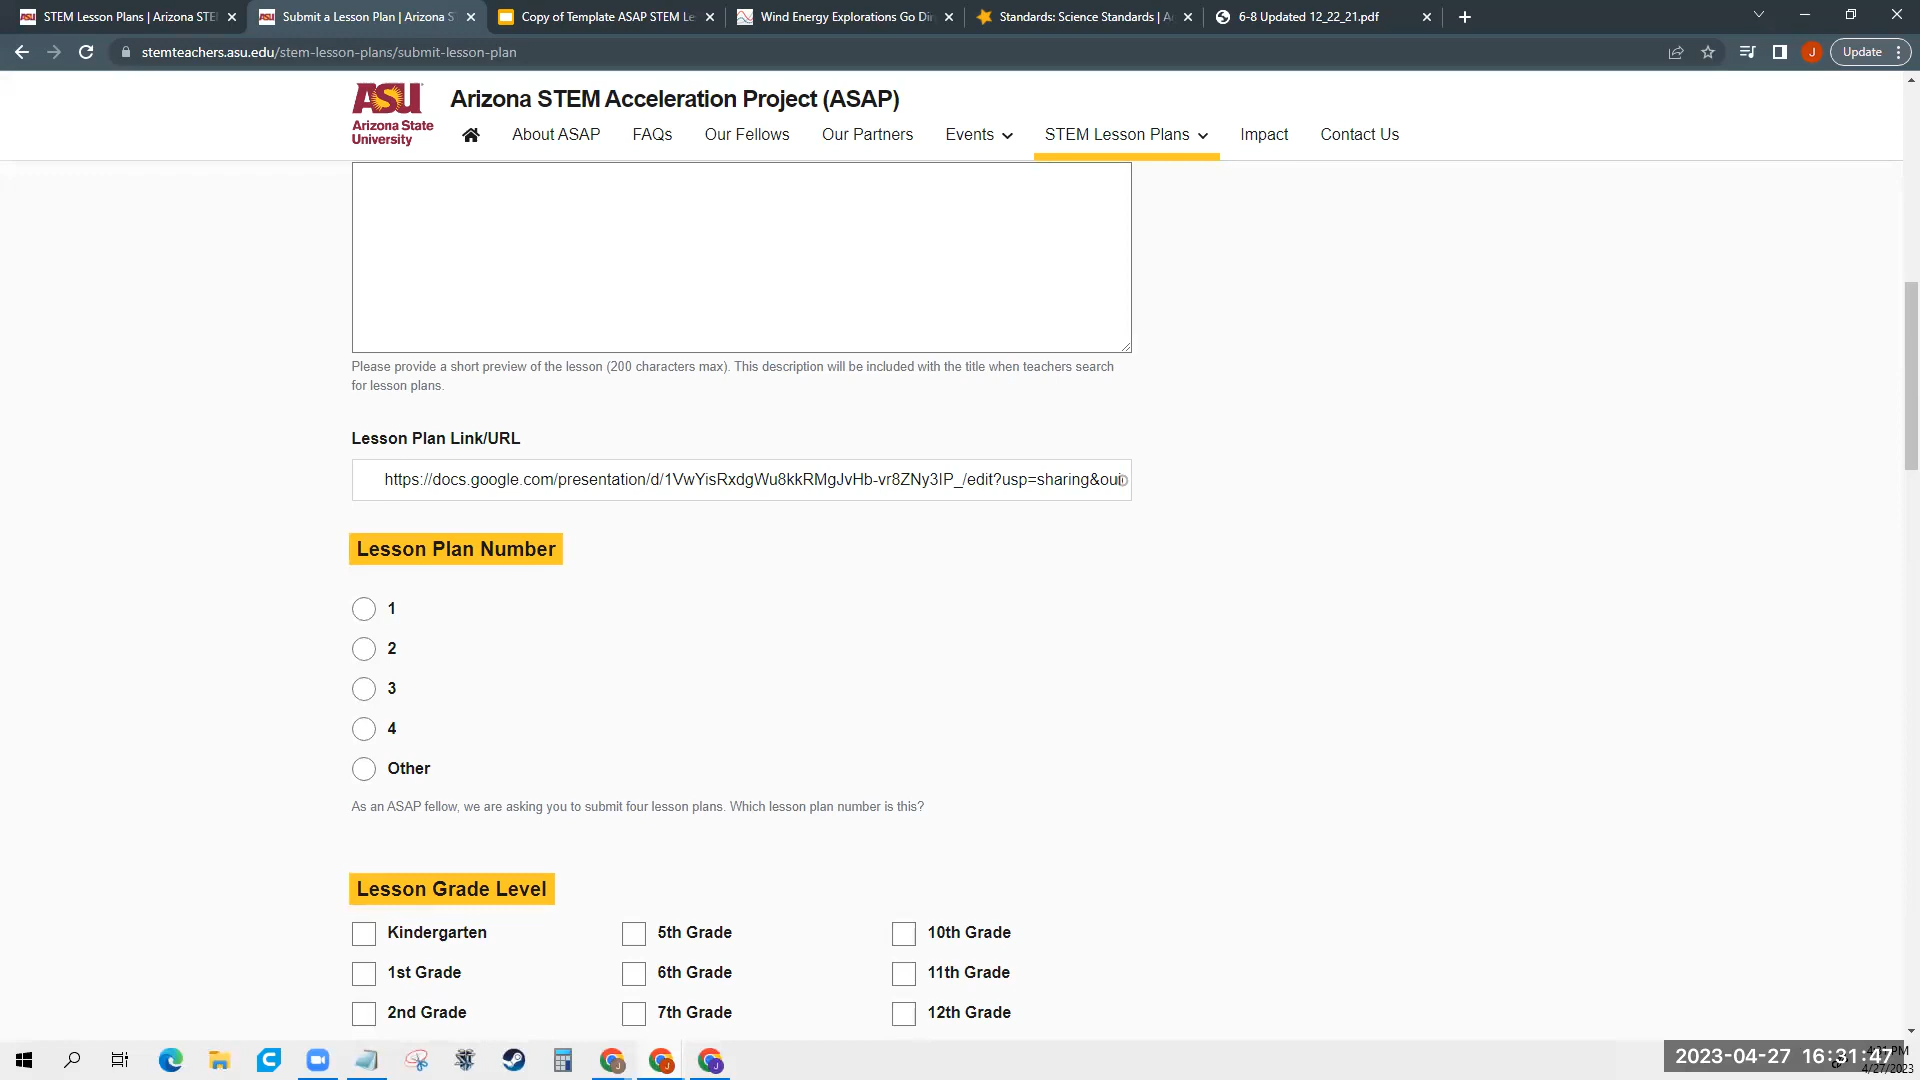 STEM Lesson Plans | Arizona STE
Submit a Lesson Plan | Arizona S
Copy of Template ASAP STEM Le
Wind Energy Explorations Go Dir
Standards: Science Standards | A
6-8 Updated 12_22_21.pdf
stemteachers.asu.edu/stem-lesson-plans/submit-lesson-plan
J
Update
ASU
Arizona State
University
Arizona STEM Acceleration Project (ASAP)
About ASAP
FAQs
Our Fellows
Our Partners
Events
STEM Lesson Plans
Impact
Contact Us
Please provide a short preview of the lesson (200 characters max). This description will be included with the title when teachers search
for lesson plans.
Lesson Plan Link/URL
https://docs.google.com/presentation/d/1VwYisRxdgWu8kkRMgJvHb-vr8ZNy3IP_/edit?usp=sharing&oui
Lesson Plan Number
1
2
3
4
Other
As an ASAP fellow, we are asking you to submit four lesson plans. Which lesson plan number is this?
Lesson Grade Level
Kindergarten
5th Grade
10th Grade
1st Grade
6th Grade
11th Grade
2nd Grade
7th Grade
12th Grade
2023-04-27 16:31:47
4/27/2023